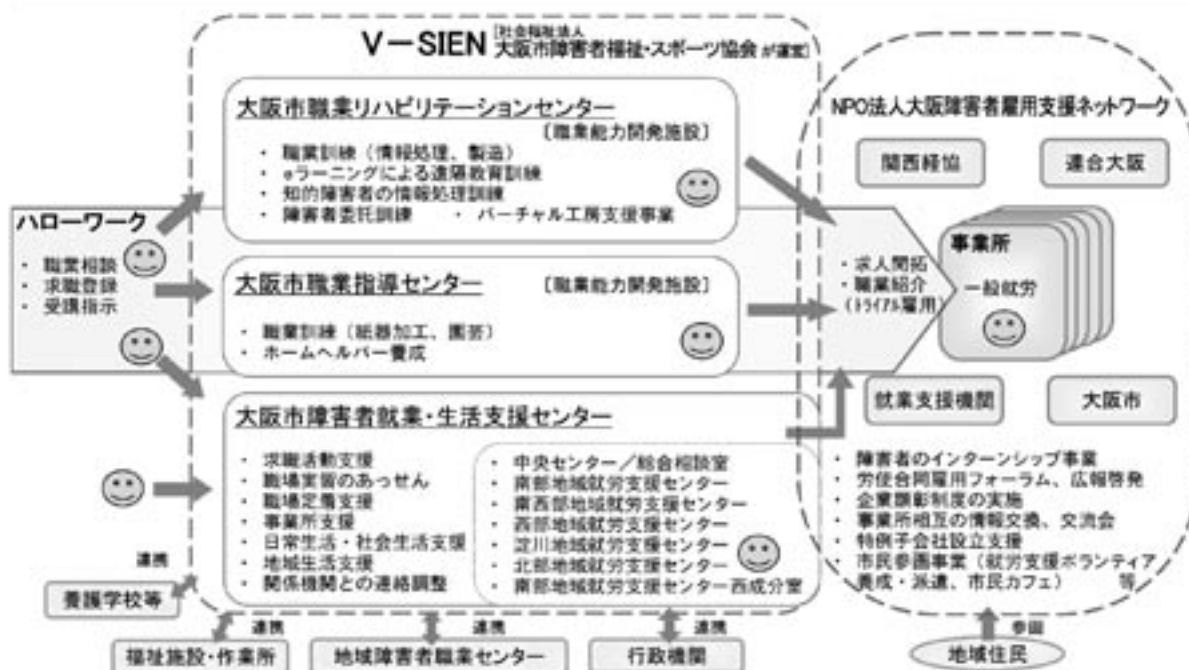 V－SIEN [社会福祉法人
大阪市障害者福祉・スポーツ協会 が運営]
大阪市職業リハビリテーションセンター
〔職業能力開発施設〕
・ 職業訓練（情報処理、製造）
・ eラーニングによる遠隔教育訓練
・ 知的障害者の情報処理訓練
・ 障害者委託訓練 ・ バーチャル工房支援事業
ハローワーク
・ 職業相談
・ 求職登録
・ 受講指示
大阪市職業指導センター 〔職業能力開発施設〕
・ 職業訓練（紙器加工、園芸）
・ ホームヘルパー養成
大阪市障害者就業・生活支援センター
・ 求職活動支援
・ 職場実習のあっせん
・ 職場定着支援
・ 事業所支援
・ 日常生活・社会生活支援
・ 地域生活支援
・ 関係機関との連絡調整
・ 中央センター／総合相談室
・ 南部地域就労支援センター
・ 南西部地域就労支援センター
・ 西部地域就労支援センター
・ 淀川地域就労支援センター
・ 北部地域就労支援センター
・ 南部地域就労支援センター西成分室
NPO法人大阪障害者雇用支援ネットワーク
関西経協
連合大阪
・求人開拓
・職業紹介
（トライアル雇用）
事業所
一般就労
就業支援機関
大阪市
・ 障害者のインターンシップ事業
・ 労使合同雇用フォーラム、広報啓発
・ 企業顕彰制度の実施
・ 事業所相互の情報交換、交流会
・ 特例子会社設立支援
・ 市民参画事業（就労支援ボランティア
養成・派遣、市民カフェ） 等
連携
養護学校等
連携
福祉施設・作業所
連携
地域障害者職業センター
連携
行政機関
参画
地域住民